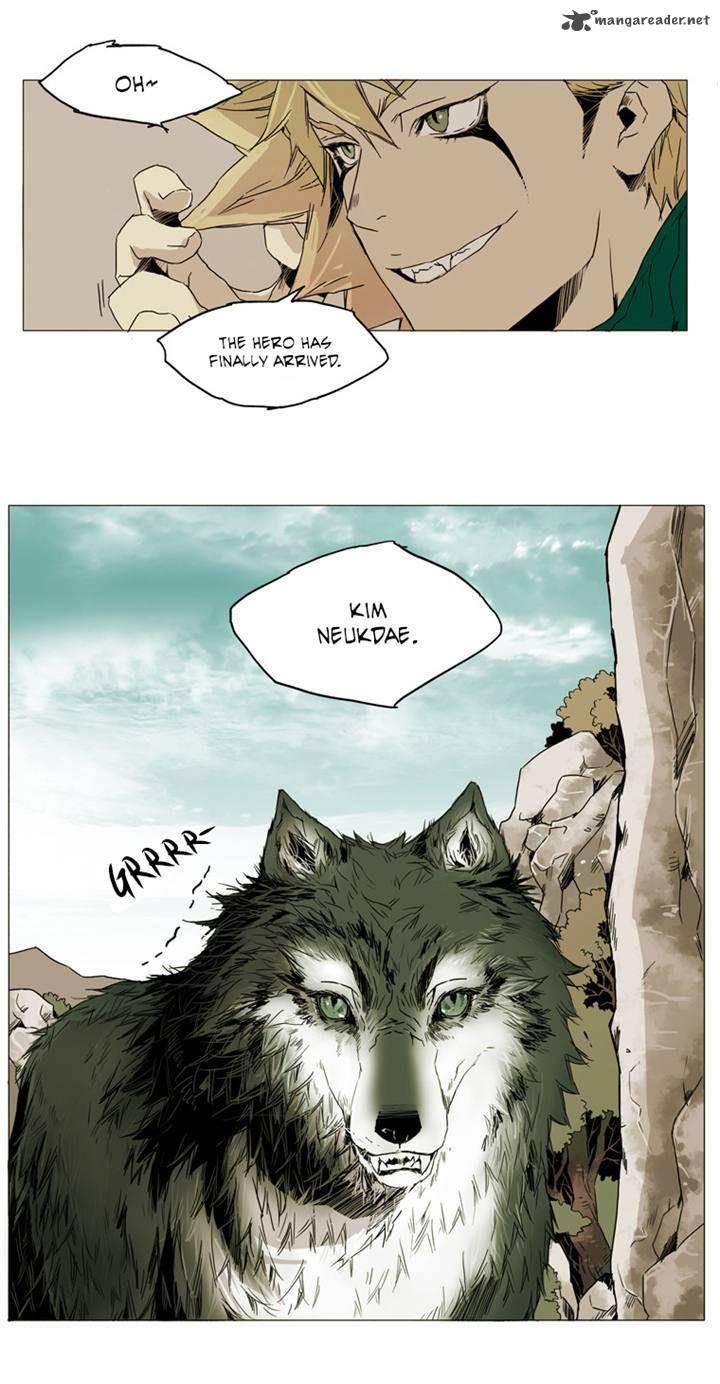 mangareader.net
OH~
THE HERO HAS
FINALLY ARRIVED.
KIM
NEUKDAE.
GRRRR~